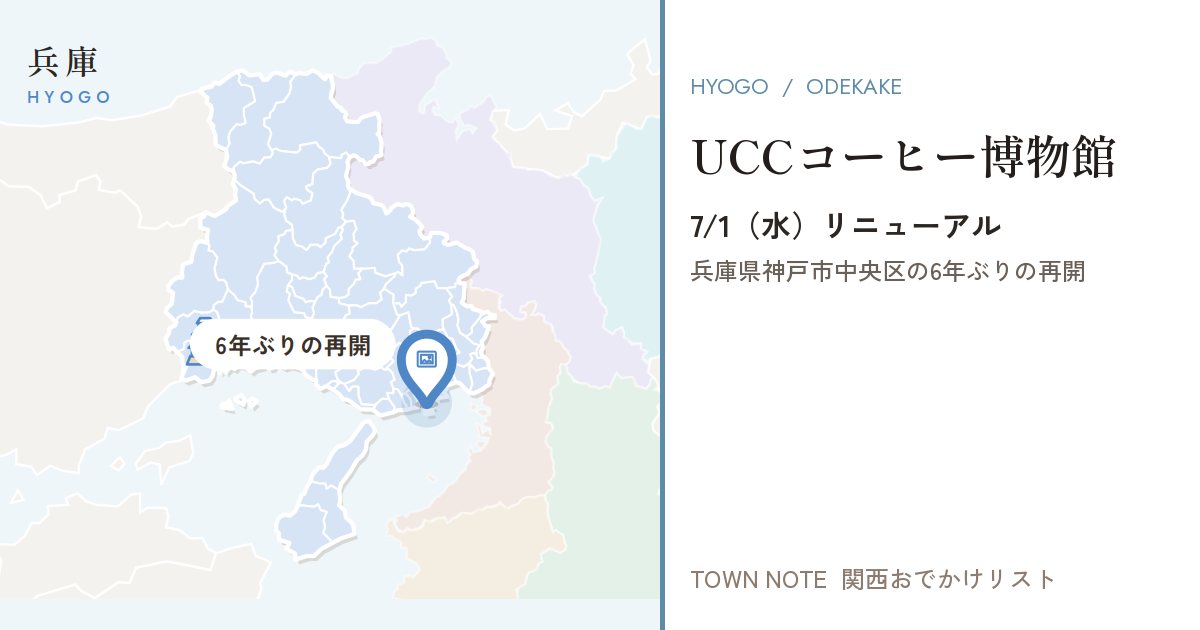 兵庫
HYOGO
6年ぶりの再開
HYOGO / ODEKAKE
UCCコーヒー博物館
7/1（水）リニューアル
兵庫県神戸市中央区の6年ぶりの再開
TOWN NOTE 関西おでかけリスト